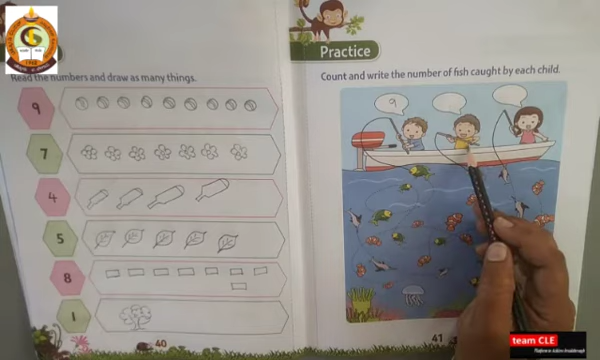 Practice
Read the numbers and draw as many things.
Count and write the number of fish caught by each child.
9
9
7
4
5
8
1
40
41
team CLE